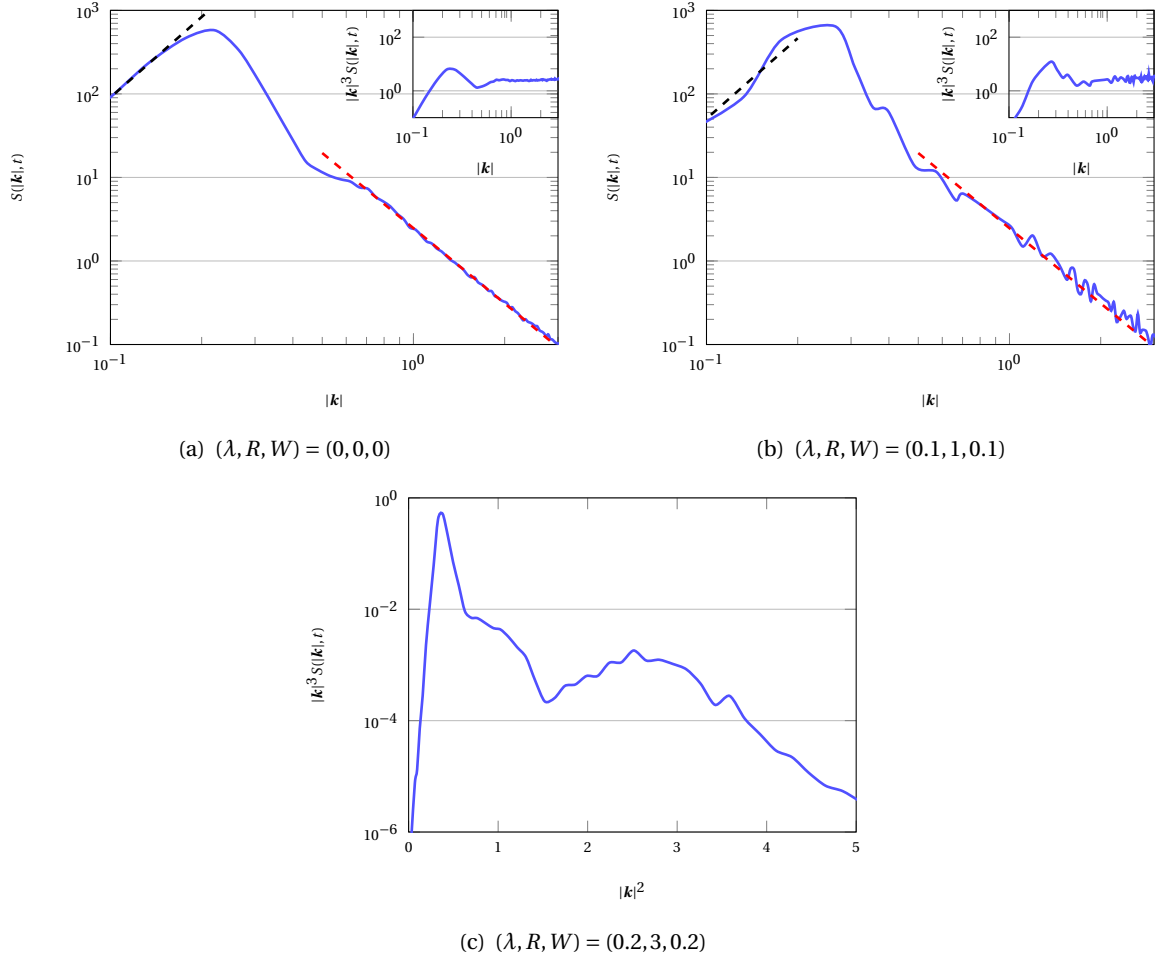 10^3
10^2
10^1
10^0
10^−1
S(|k|, t)
10^−1
10^0
|k|
10^2
10^0
|k|^3 S(|k|, t)
10^−1
10^0
|k|
(a) (λ, R, W) = (0, 0, 0)
10^3
10^2
10^1
10^0
10^−1
S(|k|, t)
10^−1
10^0
|k|
10^2
10^0
|k|^3 S(|k|, t)
10^−1
10^0
|k|
(b) (λ, R, W) = (0.1, 1, 0.1)
10^0
10^−2
10^−4
10^−6
|k|^3 S(|k|, t)
0 1 2 3 4 5
|k|^2
(c) (λ, R, W) = (0.2, 3, 0.2)